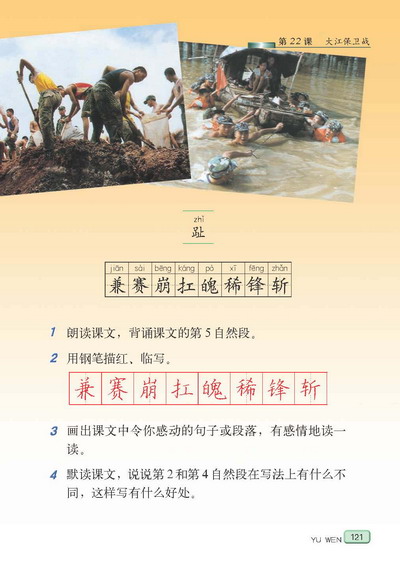 第22课 大江保卫战
zhǐ
趾
jiān sài bēng káng pò xī fēng zhǎn
兼赛崩扛魄稀锋斩
1 朗读课文，背诵课文的第5自然段。
2 用钢笔描红、临写。
兼赛崩扛魄稀锋斩
3 画出课文中令你感动的句子或段落，有感情地读一
读。
4 默读课文，说说第2和第4自然段在写法上有什么不
同，这样写有什么好处。
YU WEN 121